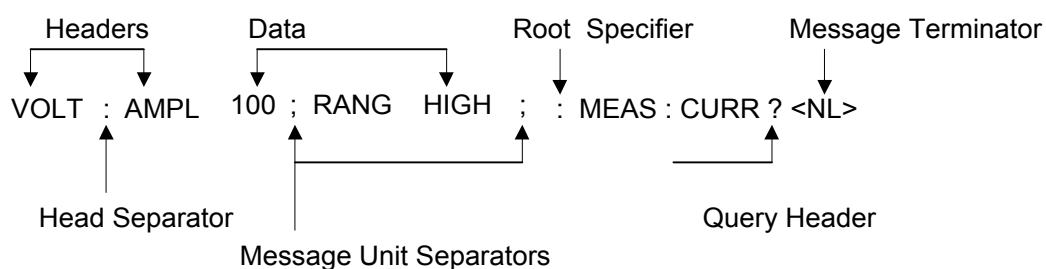 Headers Data Root Specifier Message Terminator
VOLT : AMPL 100 ; RANG HIGH ; : MEAS : CURR ? <NL>
Head Separator Query Header
Message Unit Separators